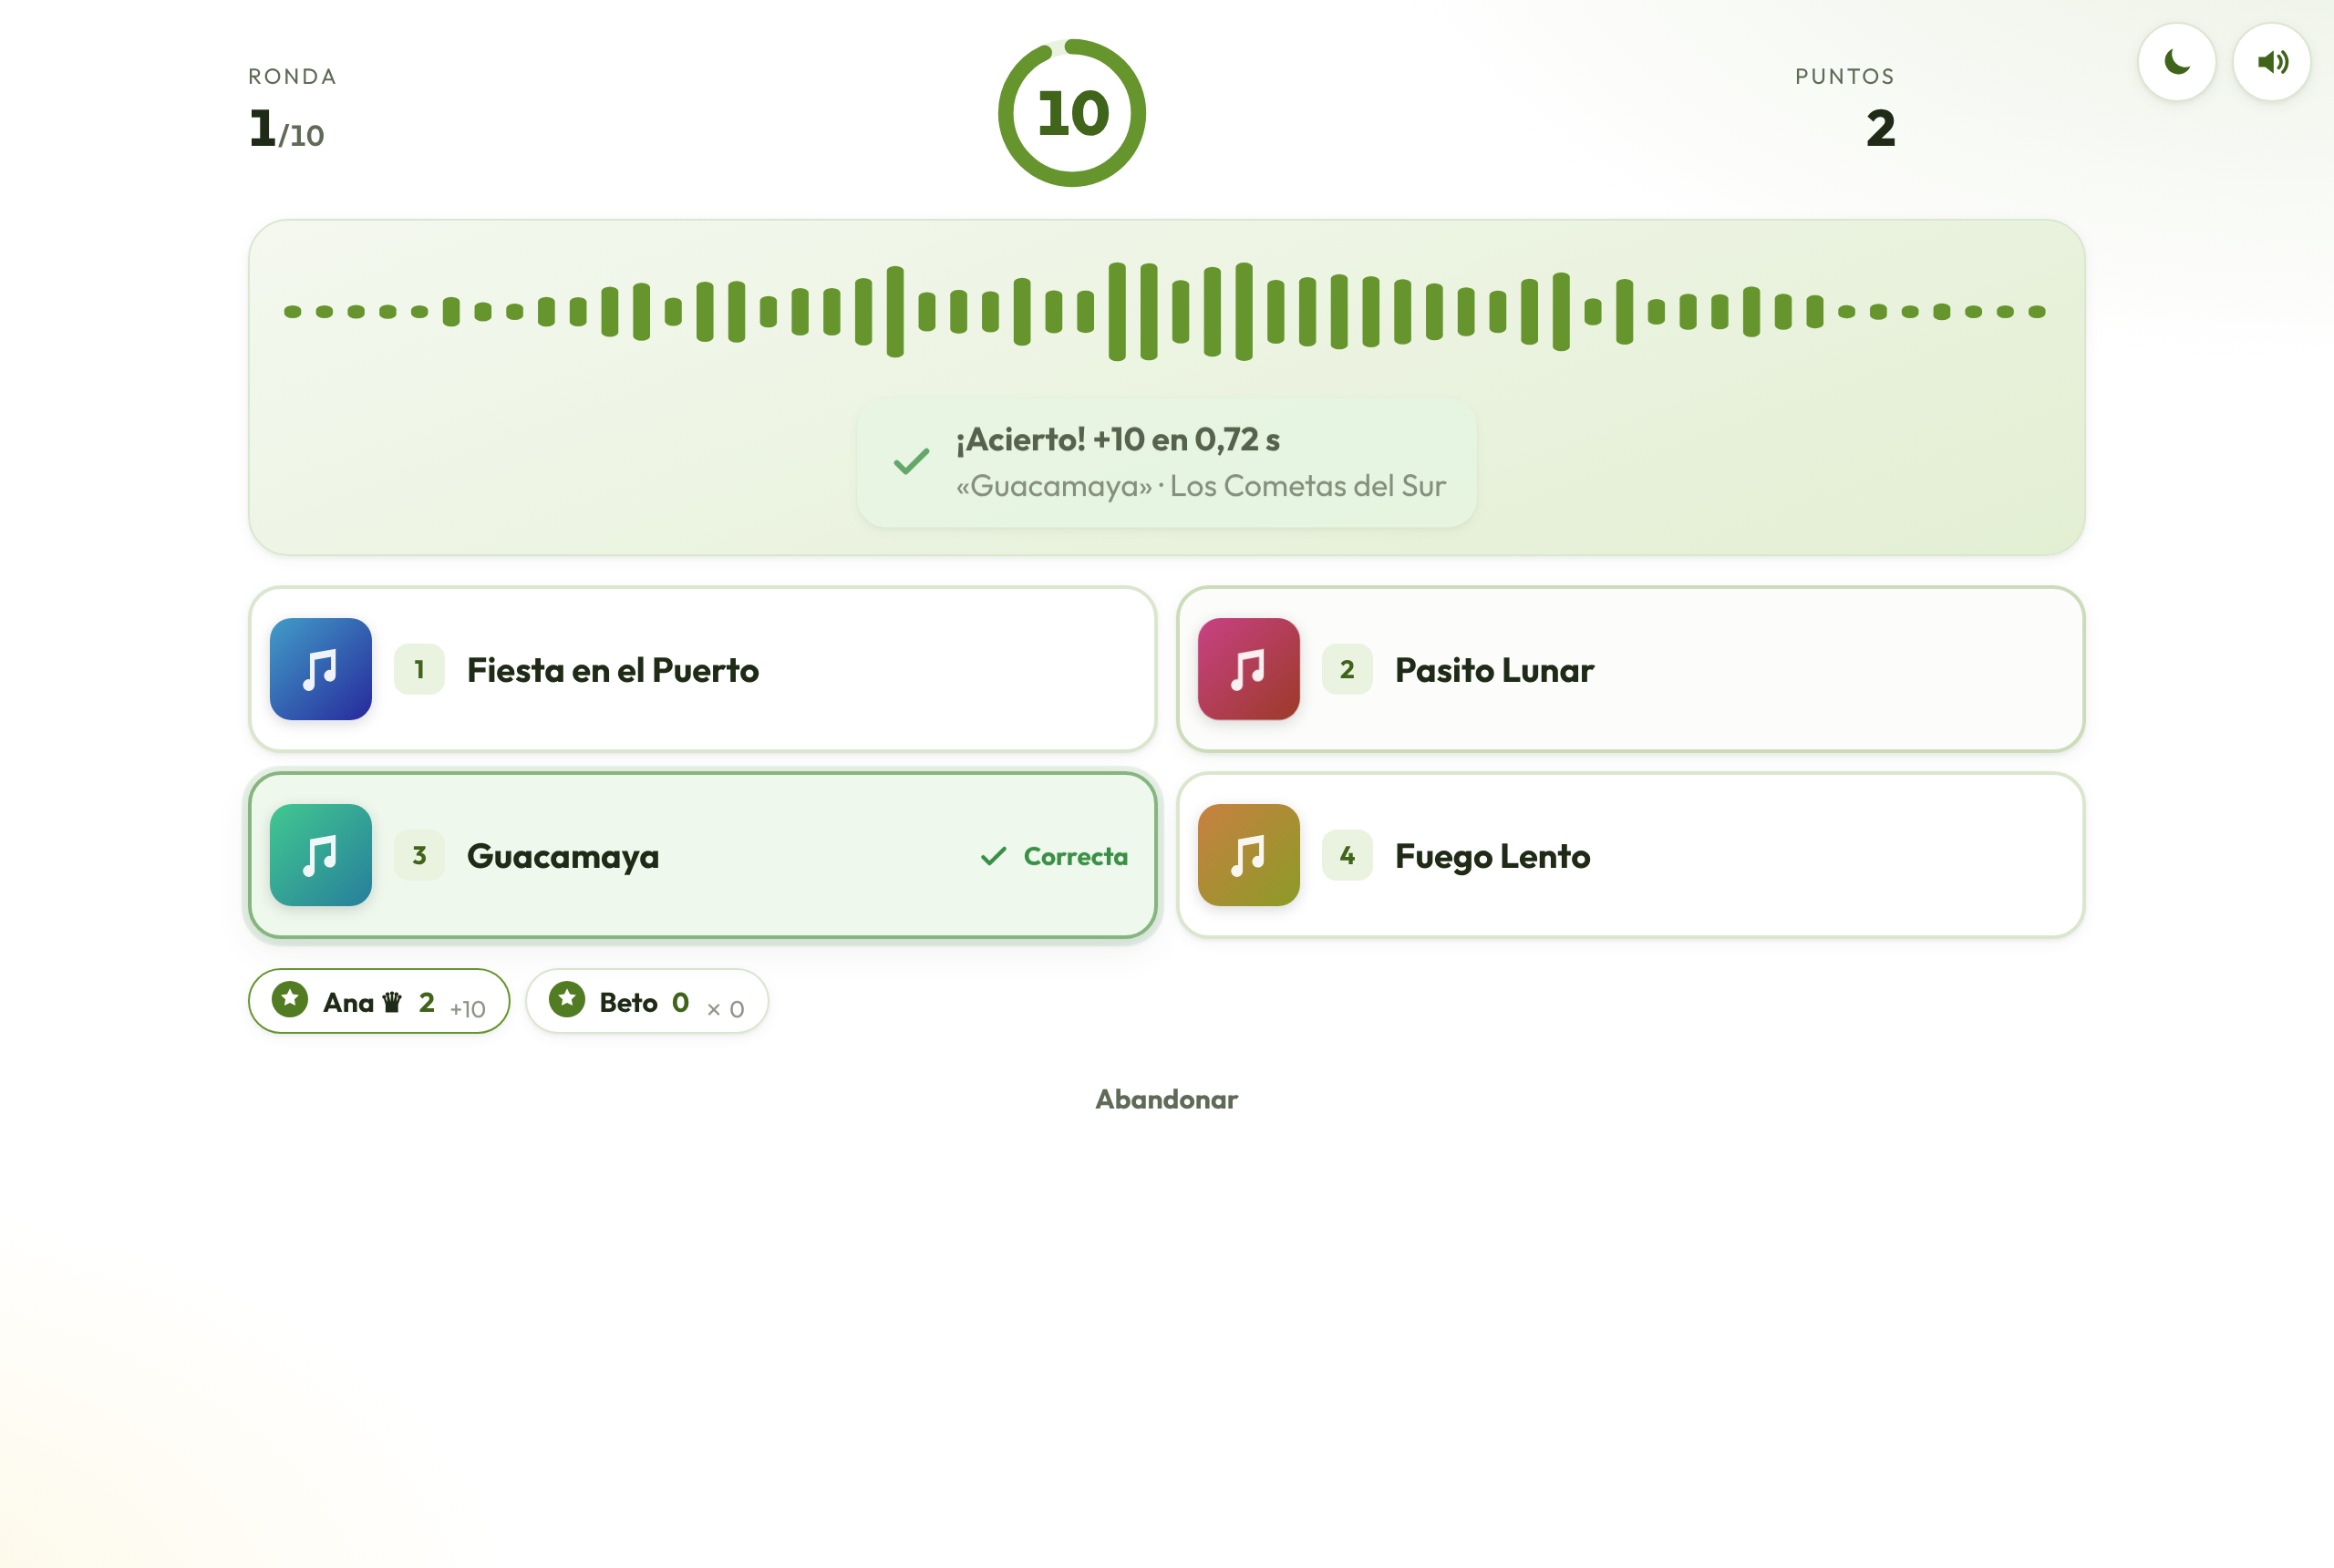 RONDA
1/10
10
PUNTOS
2
¡Acierto! +10 en 0,72 s
«Guacamaya» · Los Cometas del Sur
1 Fiesta en el Puerto
2 Pasito Lunar
3 Guacamaya Correcta
4 Fuego Lento
Ana ♛ 2 +10
Beto 0 × 0
Abandonar